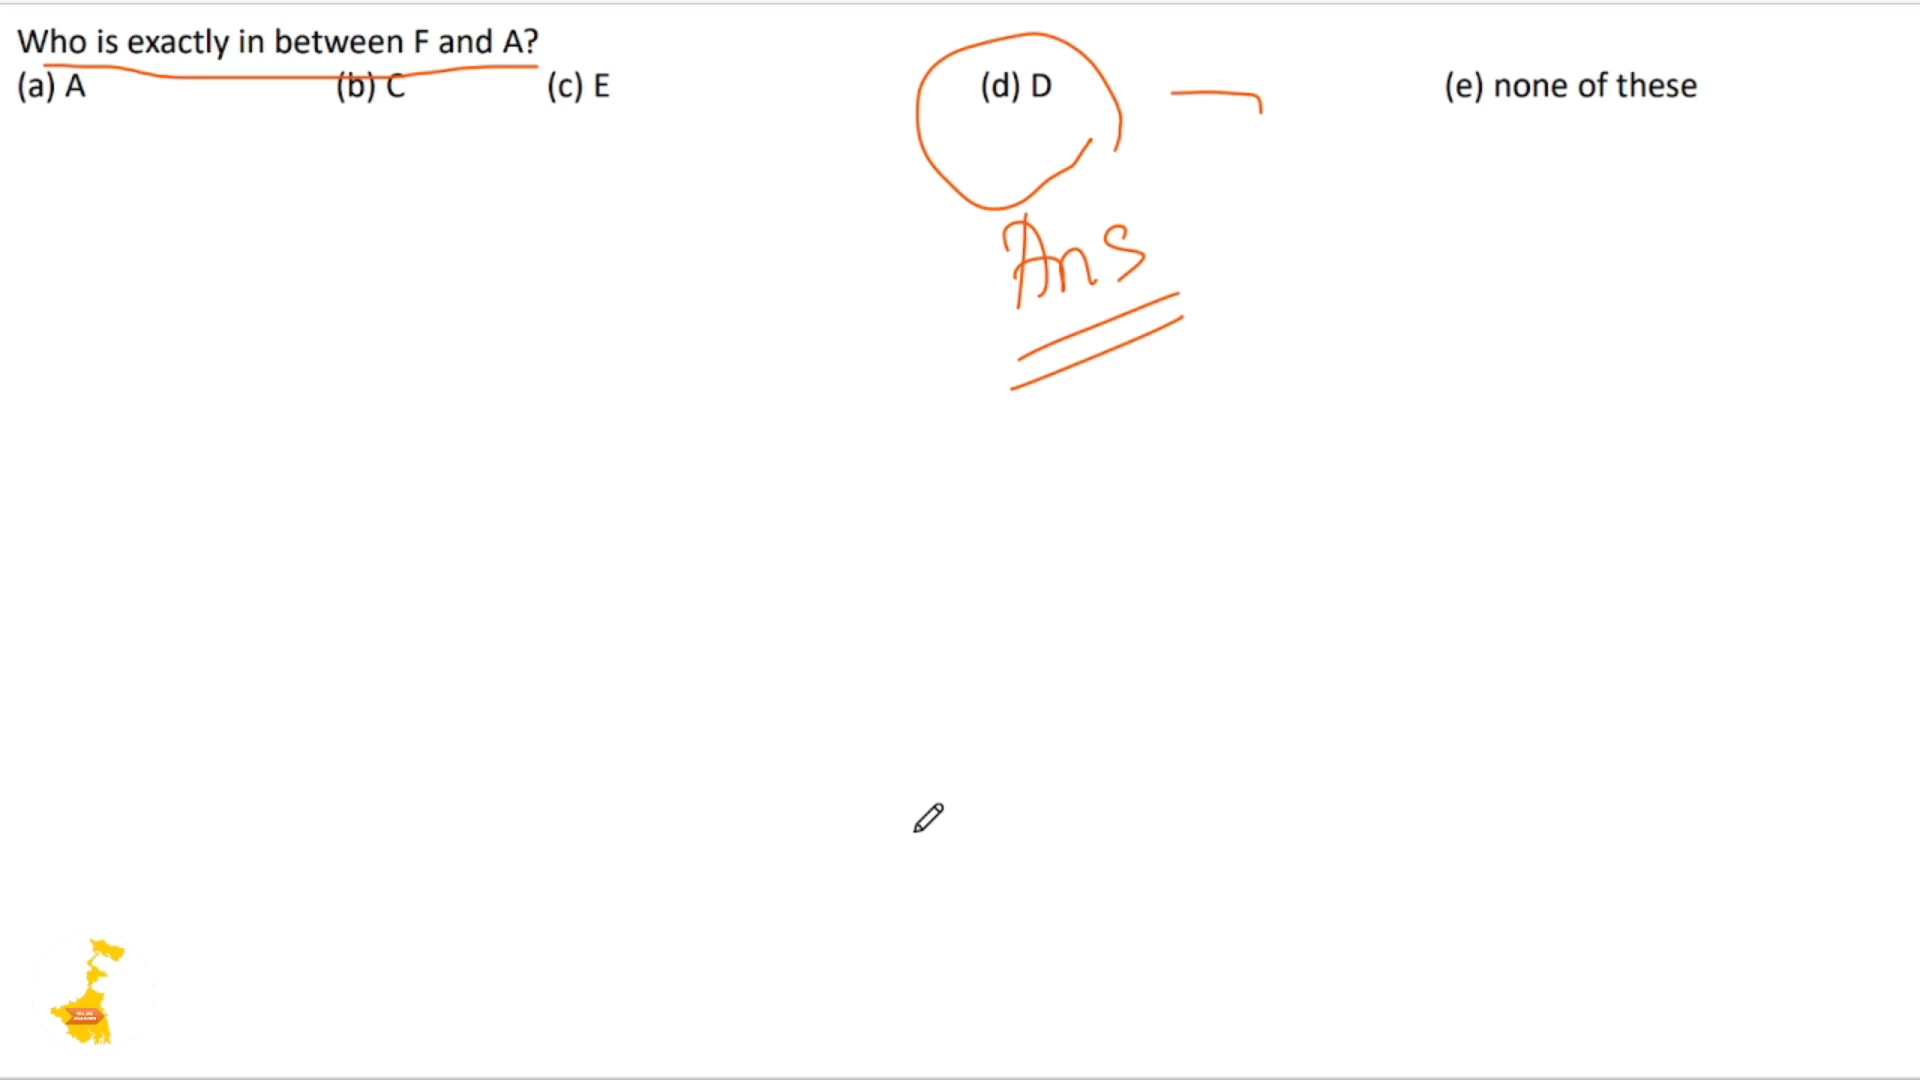 Who is exactly in between F and A?
(a) A (b) C (c) E (d) D (e) none of these
Ans